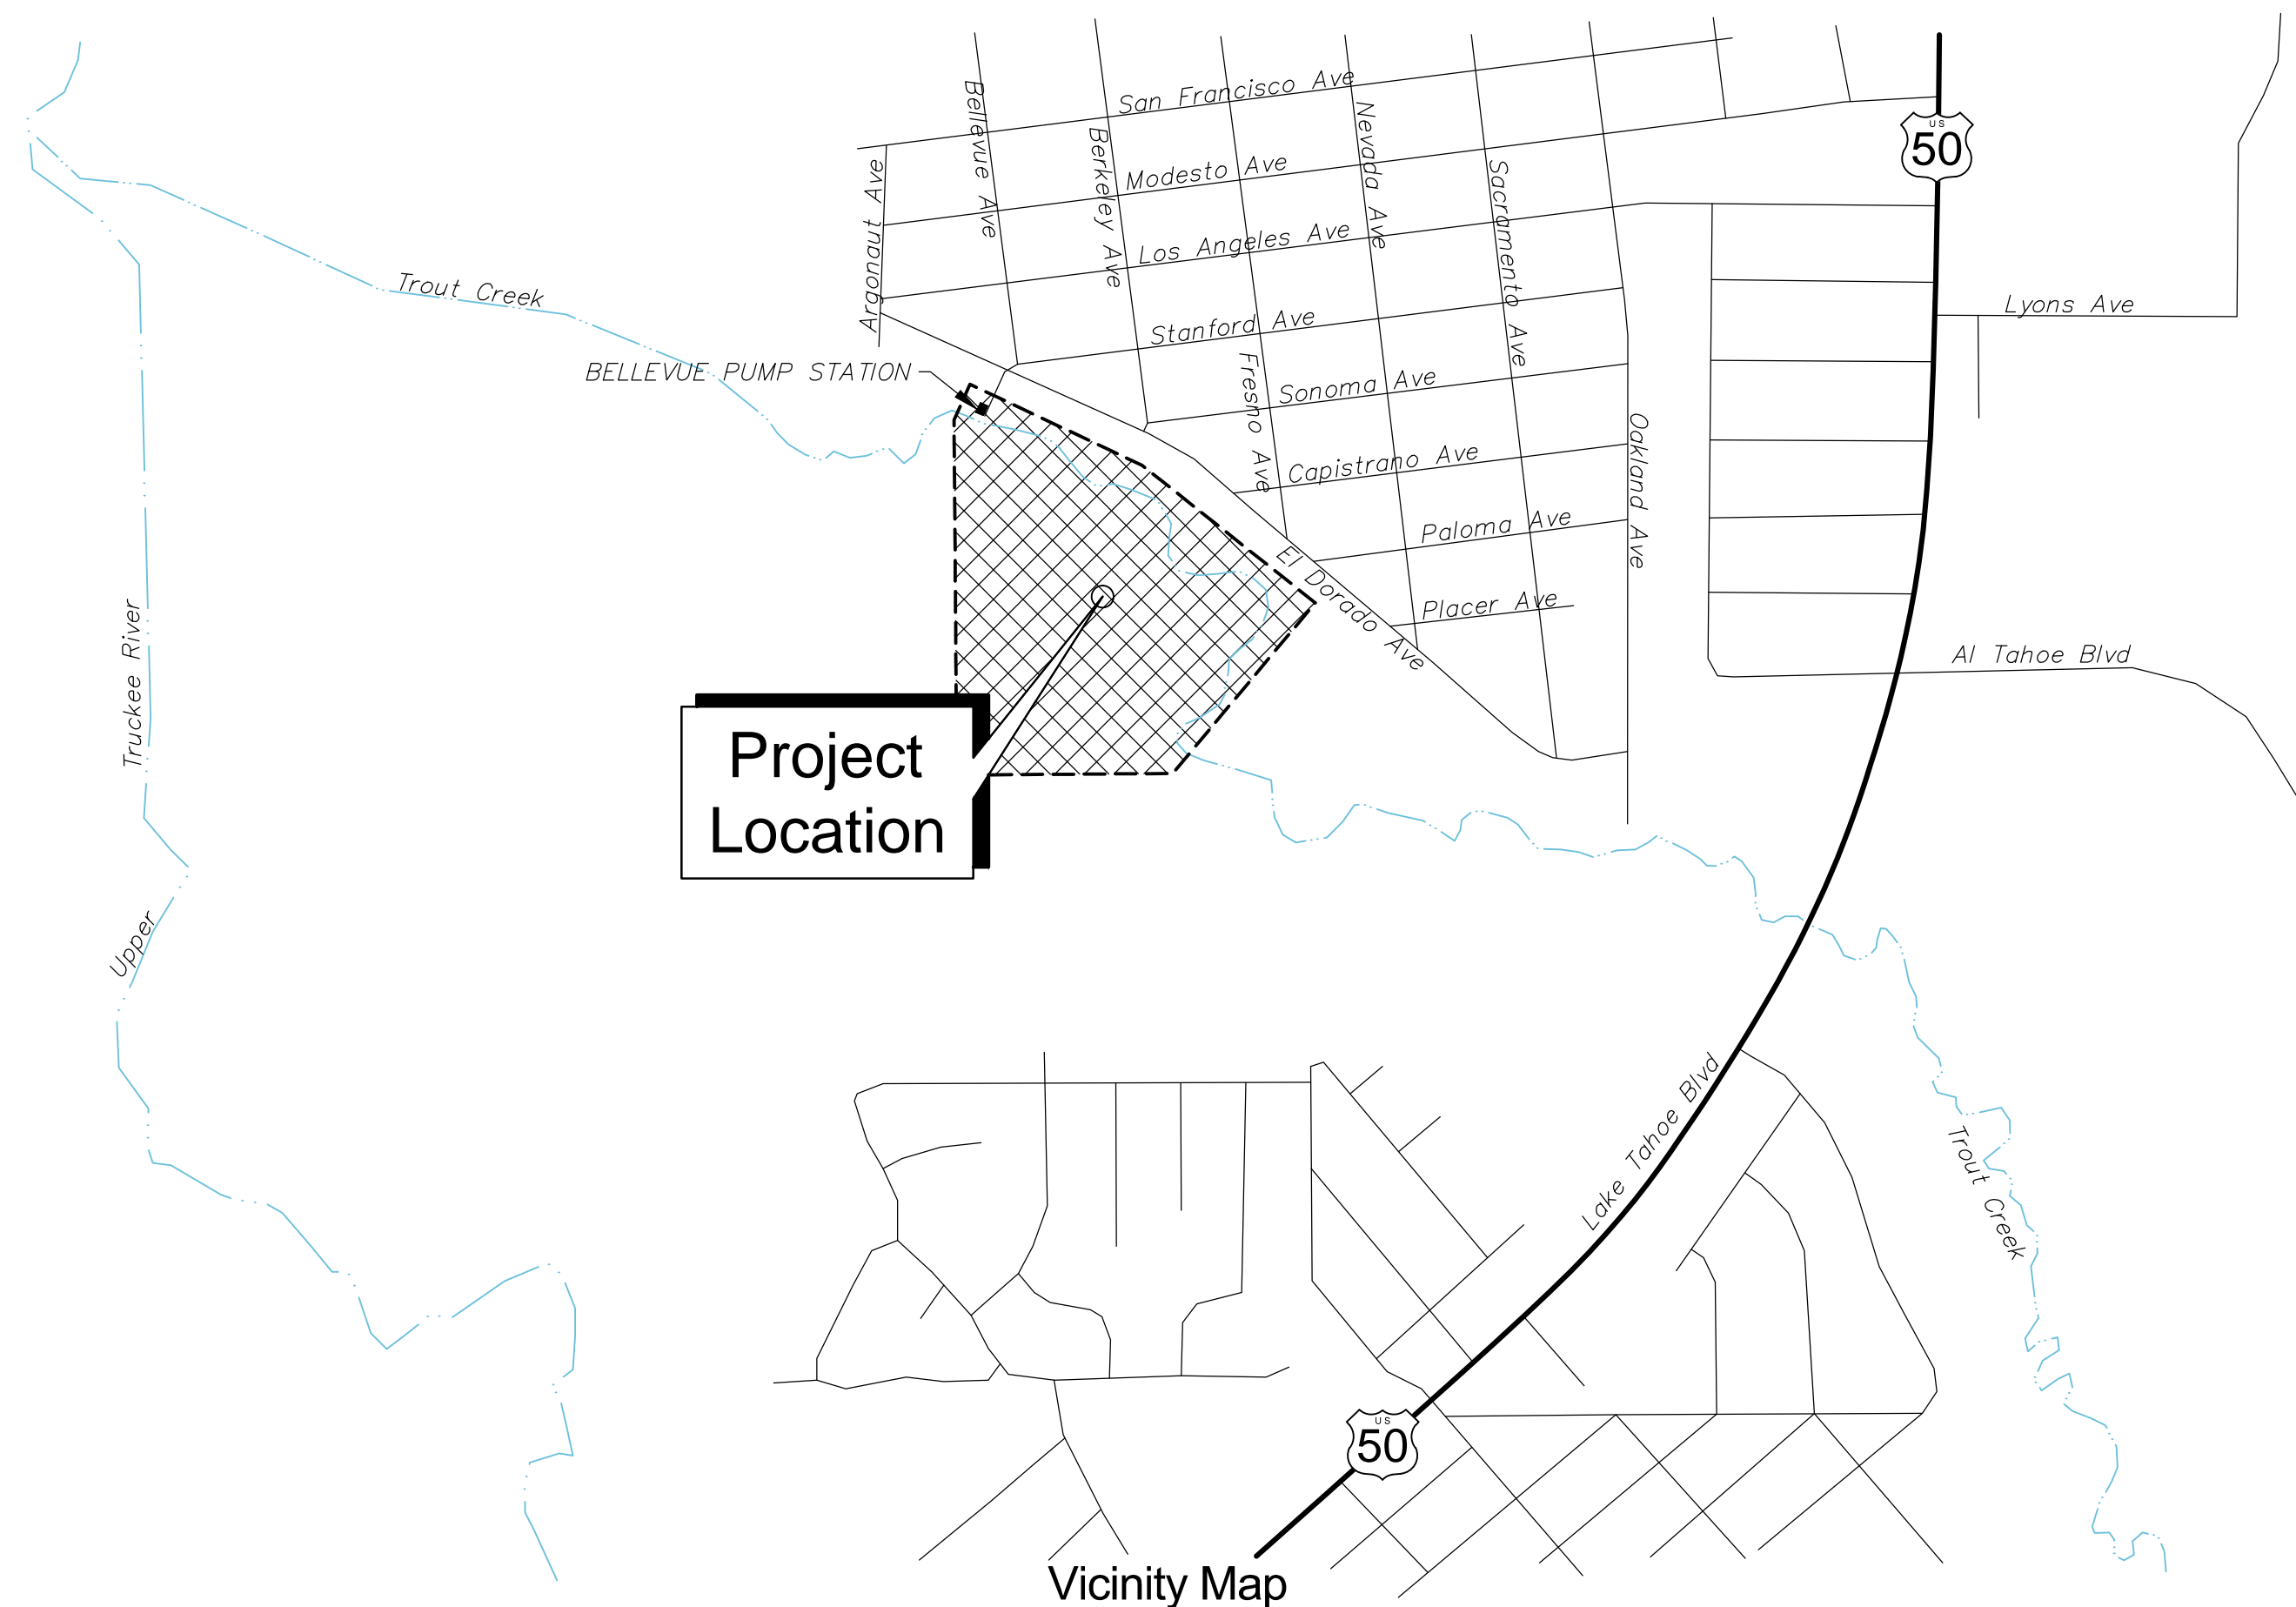 San Francisco Ave
Bellevue Ave
Berkeley Ave
Nevada Ave
US
50
Argonaut Ave
Modesto Ave
Sacramento Ave
Los Angeles Ave
Trout Creek
Lyons Ave
Stanford Ave
BELLEVUE PUMP STATION
Fresno Ave
Sonoma Ave
Oakland Ave
Capistrano Ave
Paloma Ave
El Dorado Ave
Placer Ave
Al Tahoe Blvd
Upper Truckee River
Project
Location
Lake Tahoe Blvd
Trout Creek
US
50
Vicinity Map